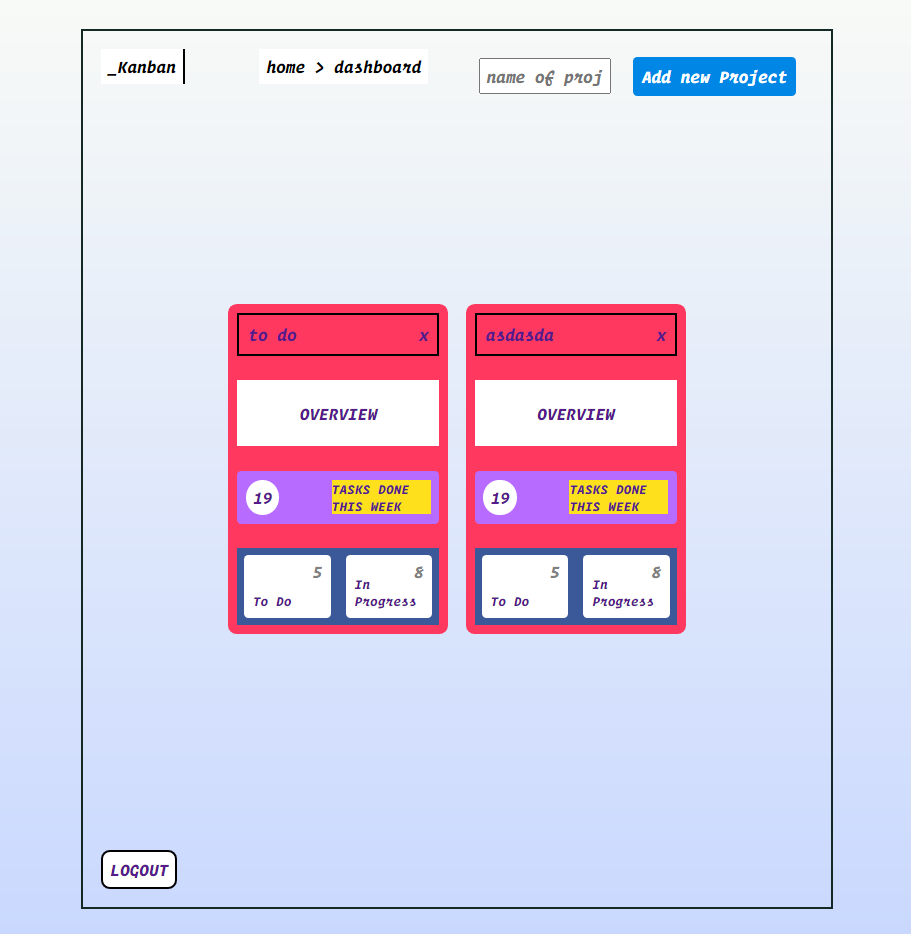 _Kanban
home > dashboard
name of proj
Add new Project
to do x
OVERVIEW
19
TASKS DONE
THIS WEEK
5
To Do
8
In
Progress
asdasda x
OVERVIEW
19
TASKS DONE
THIS WEEK
5
To Do
8
In
Progress
LOGOUT